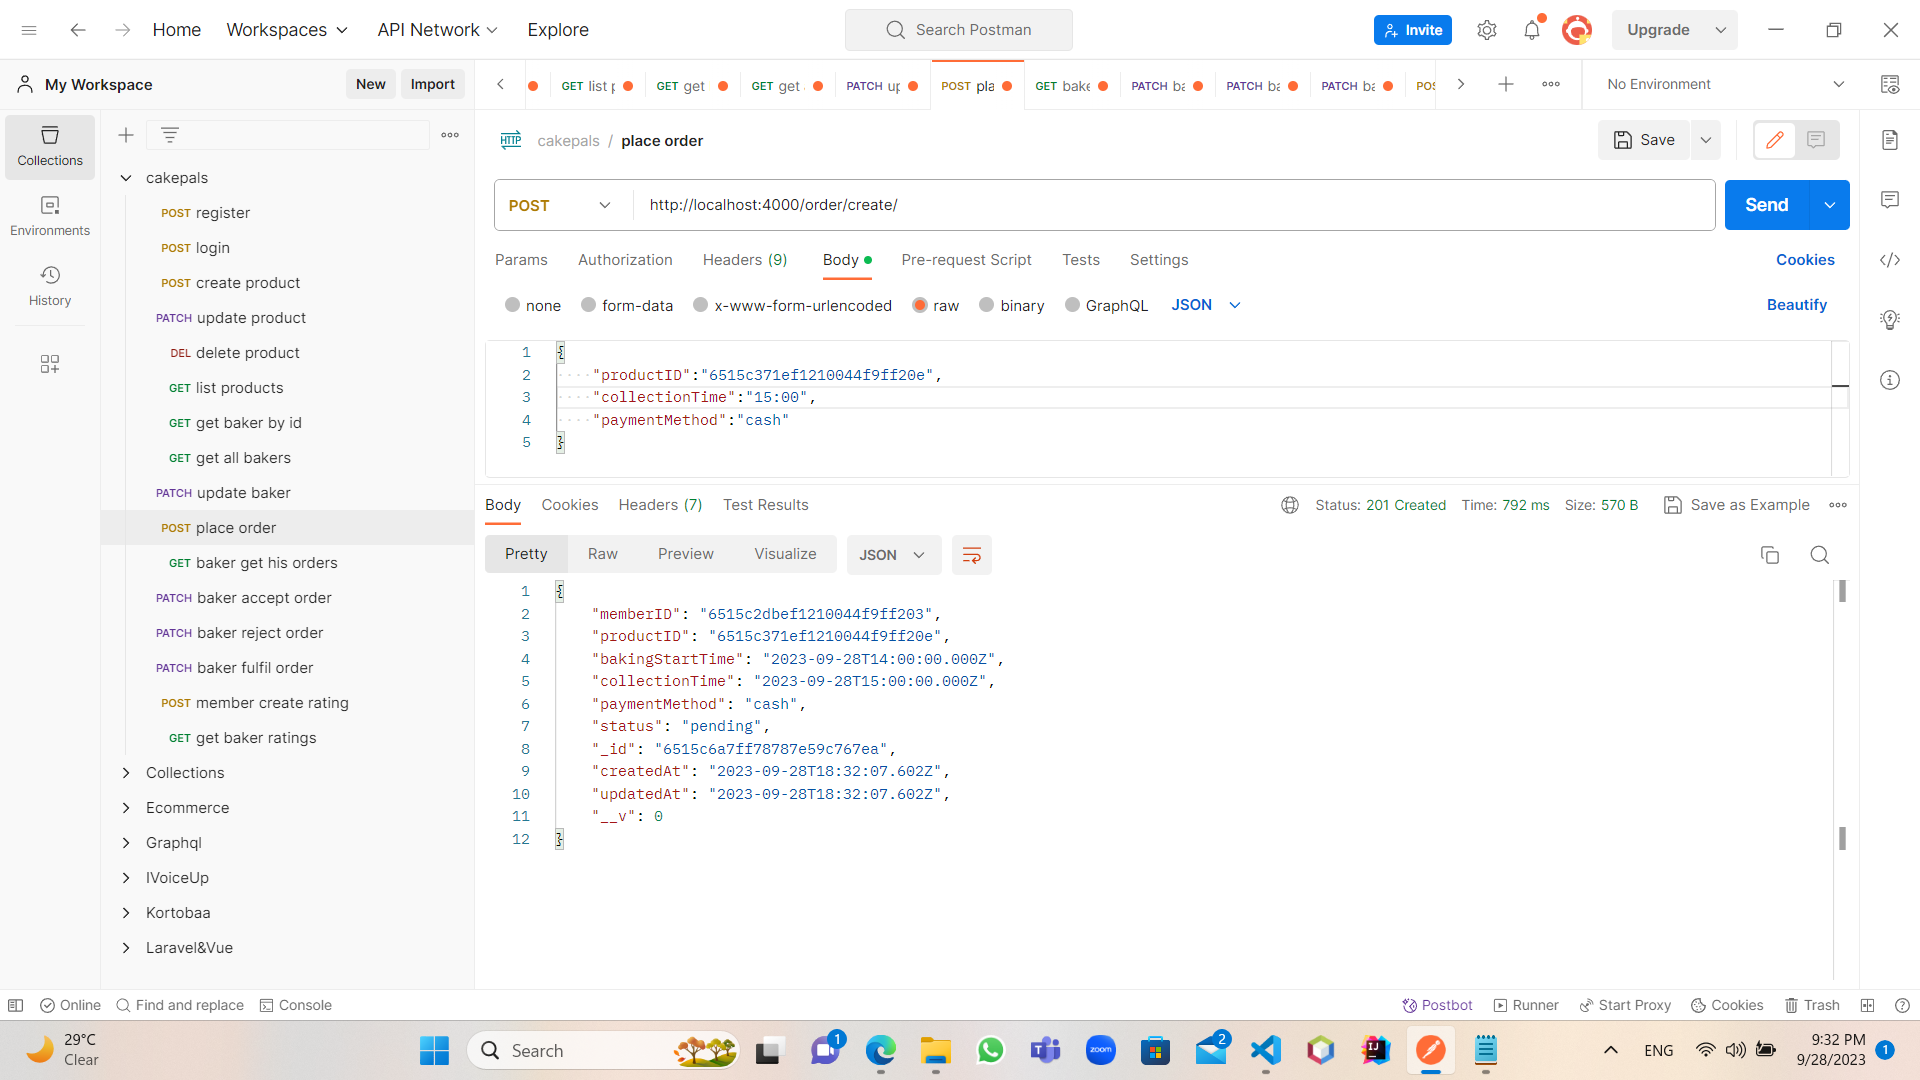 Home Workspaces API Network Explore Search Postman Invite Upgrade
My Workspace New Import
GET list p GET get GET get PATCH up POST pla GET bake PATCH ba PATCH ba PATCH ba POS No Environment
Collections
Environments
History
cakepals
POST register
POST login
POST create product
PATCH update product
DEL delete product
GET list products
GET get baker by id
GET get all bakers
PATCH update baker
POST place order
GET baker get his orders
PATCH baker accept order
PATCH baker reject order
PATCH baker fulfil order
POST member create rating
GET get baker ratings
Collections
Ecommerce
Graphql
IVoiceUp
Kortobaa
Laravel&Vue
HTTP cakepals / place order Save
POST http://localhost:4000/order/create/ Send
Params Authorization Headers (9) Body Pre-request Script Tests Settings Cookies
none form-data x-www-form-urlencoded raw binary GraphQL JSON Beautify
1 {
2 "productID":"6515c371ef1210044f9ff20e",
3 "collectionTime":"15:00",
4 "paymentMethod":"cash"
5 }
Body Cookies Headers (7) Test Results Status: 201 Created Time: 792 ms Size: 570 B Save as Example
Pretty Raw Preview Visualize JSON
1 {
2 "memberID": "6515c2dbef1210044f9ff203",
3 "productID": "6515c371ef1210044f9ff20e",
4 "bakingStartTime": "2023-09-28T14:00:00.000Z",
5 "collectionTime": "2023-09-28T15:00:00.000Z",
6 "paymentMethod": "cash",
7 "status": "pending",
8 "_id": "6515c6a7ff78787e59c767ea",
9 "createdAt": "2023-09-28T18:32:07.602Z",
10 "updatedAt": "2023-09-28T18:32:07.602Z",
11 "__v": 0
12 }
Online Find and replace Console Postbot Runner Start Proxy Cookies Trash
29°C
Clear
Search
1
zoom
2
ENG
9:32 PM
9/28/2023
1